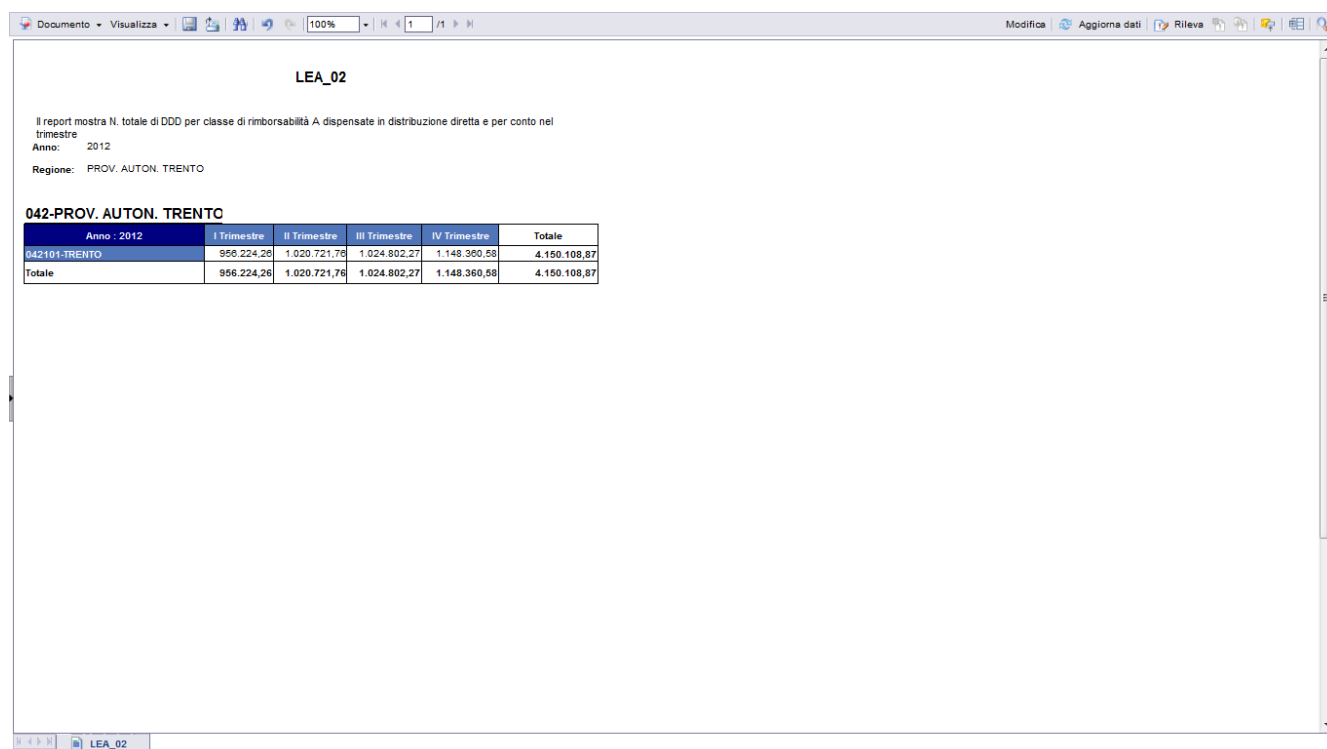 Documento Visualizza 100% 1 /1 Modifica Aggiorna dati Rileva
LEA_02
Il report mostra N. totale di DDD per classe di rimborsabilità A dispensate in distribuzione diretta e per conto nel
trimestre
Anno: 2012
Regione: PROV. AUTON. TRENTO
042-PROV. AUTON. TRENTO
Anno : 2012 I Trimestre II Trimestre III Trimestre IV Trimestre Totale
042101-TRENTO 956.224,26 1.020.721,76 1.024.802,27 1.148.360,58 4.150.108,87
Totale 956.224,26 1.020.721,76 1.024.802,27 1.148.360,58 4.150.108,87
LEA_02